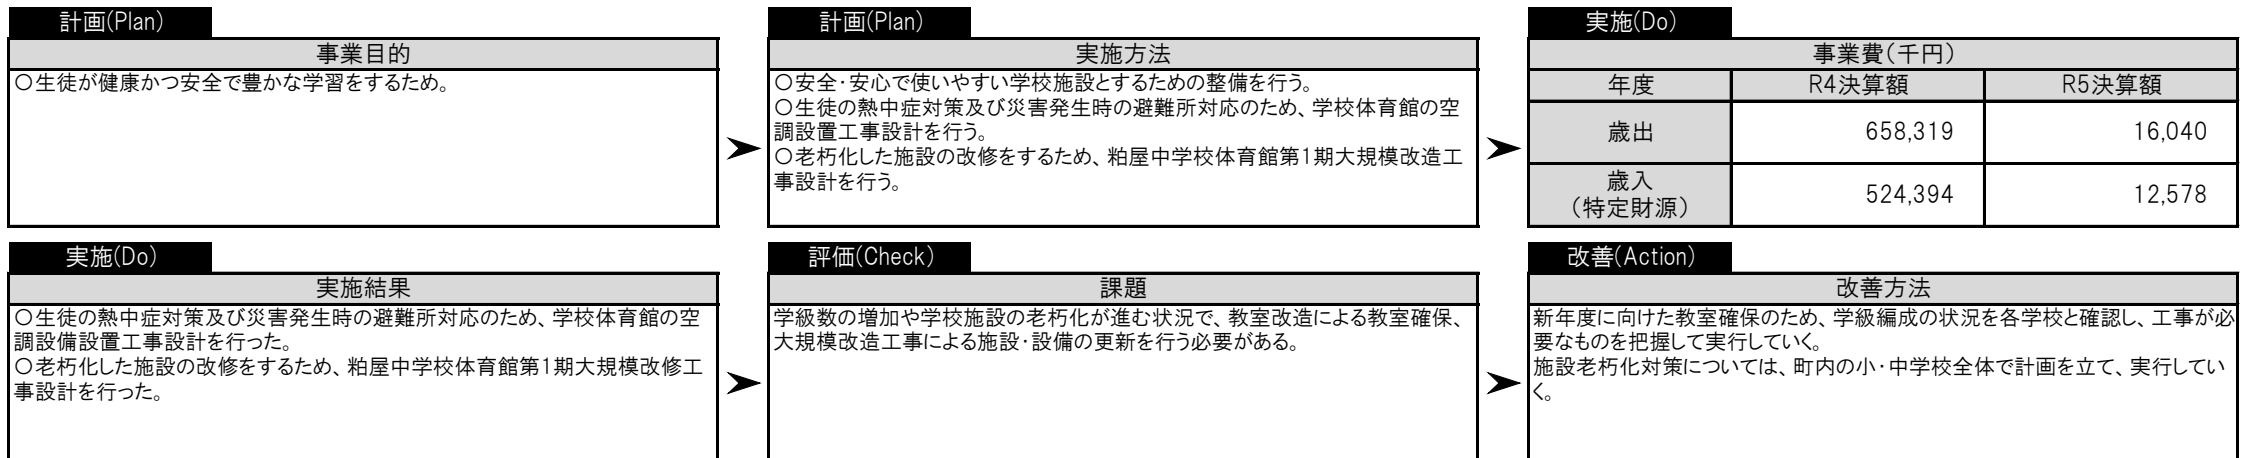 計画(Plan)
事業目的
○生徒が健康かつ安全で豊かな学習をするため。
計画(Plan)
実施方法
○安全・安心で使いやすい学校施設とするための整備を行う。
○生徒の熱中症対策及び災害発生時の避難所対応のため、学校体育館の空
調設置工事設計を行う。
○老朽化した施設の改修をするため、粕屋中学校体育館第1期大規模改造工
事設計を行う。
実施(Do)
事業費(千円)
年度 R4決算額 R5決算額
歳出 658,319 16,040
歳入
(特定財源) 524,394 12,578
実施(Do)
実施結果
○生徒の熱中症対策及び災害発生時の避難所対応のため、学校体育館の空
調設備設置工事設計を行った。
○老朽化した施設の改修をするため、粕屋中学校体育館第1期大規模改修工
事設計を行った。
評価(Check)
課題
学級数の増加や学校施設の老朽化が進む状況で、教室改造による教室確保、
大規模改造工事による施設・設備の更新を行う必要がある。
改善(Action)
改善方法
新年度に向けた教室確保のため、学級編成の状況を各学校と確認し、工事が必
要なものを把握して実行していく。
施設老朽化対策については、町内の小・中学校全体で計画を立て、実行してい
く。